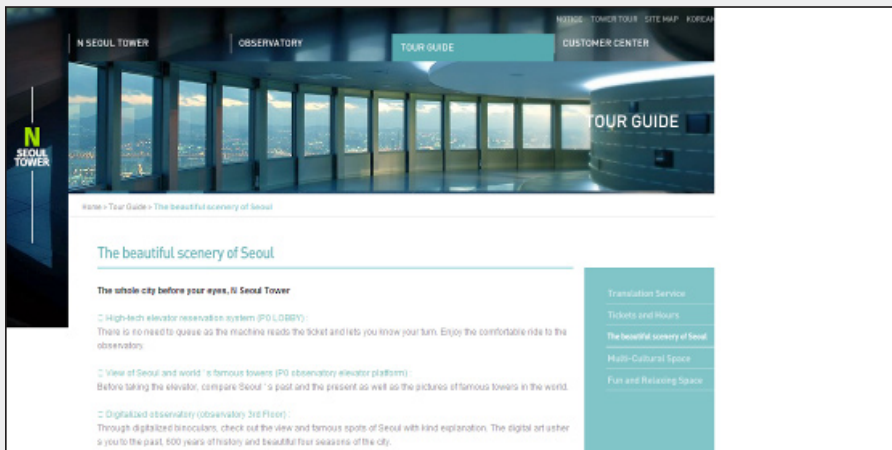 NOTICE TOWER TOUR SITE MAP KOREAN
N SEOUL TOWER OBSERVATORY TOUR GUIDE CUSTOMER CENTER
TOUR GUIDE
N
SEOUL
TOWER
Home > Tour Guide > The beautiful scenery of Seoul
The beautiful scenery of Seoul
The whole city before your eyes, N Seoul Tower
Translation Service
Tickets and Hours
The beautiful scenery of Seoul
Multi-Cultural Space
Fun and Relaxing Space
:: High-tech elevator reservation system (P0 LOBBY) :
There is no need to queue as the machine reads the ticket and lets you know your turn. Enjoy the comfortable ride to the
observatory.
:: View of Seoul and world 's famous towers (P0 observatory elevator platform) :
Before taking the elevator, compare Seoul 's past and the present as well as the pictures of famous towers in the world.
:: Digitalized observatory (observatory 3rd Floor) :
Through digitalized binoculars, check out the view and famous spots of Seoul with kind explanation. The digital art usher
s you to the past, 600 years of history and beautiful four seasons of the city.